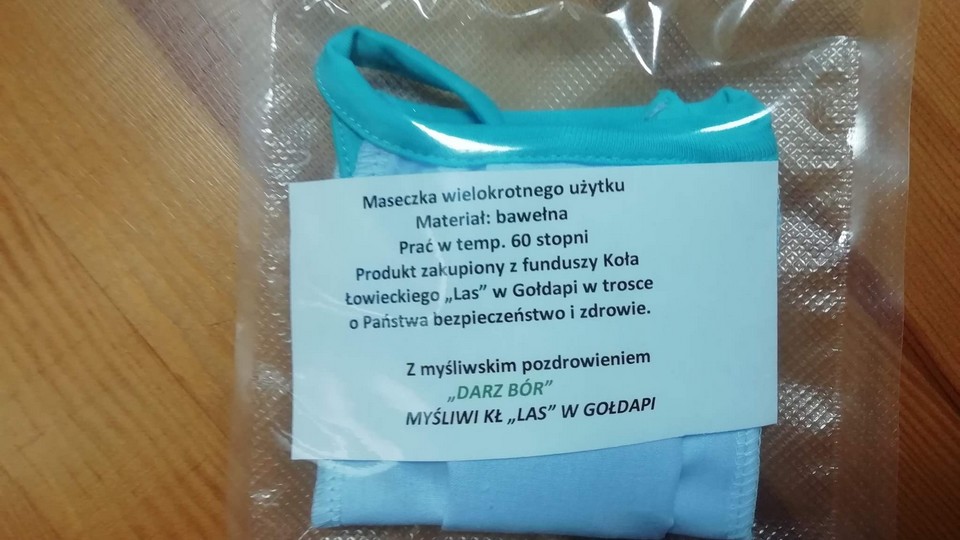 Maseczka wielokrotnego użytku
Materiał: bawełna
Prać w temp. 60 stopni
Produkt zakupiony z funduszy Koła
Łowieckiego „Las” w Gołdapi w trosce
o Państwa bezpieczeństwo i zdrowie.
Z myśliwskim pozdrowieniem
„DARZ BÓR”
MYŚLIWI KŁ „LAS” W GOŁDAPI